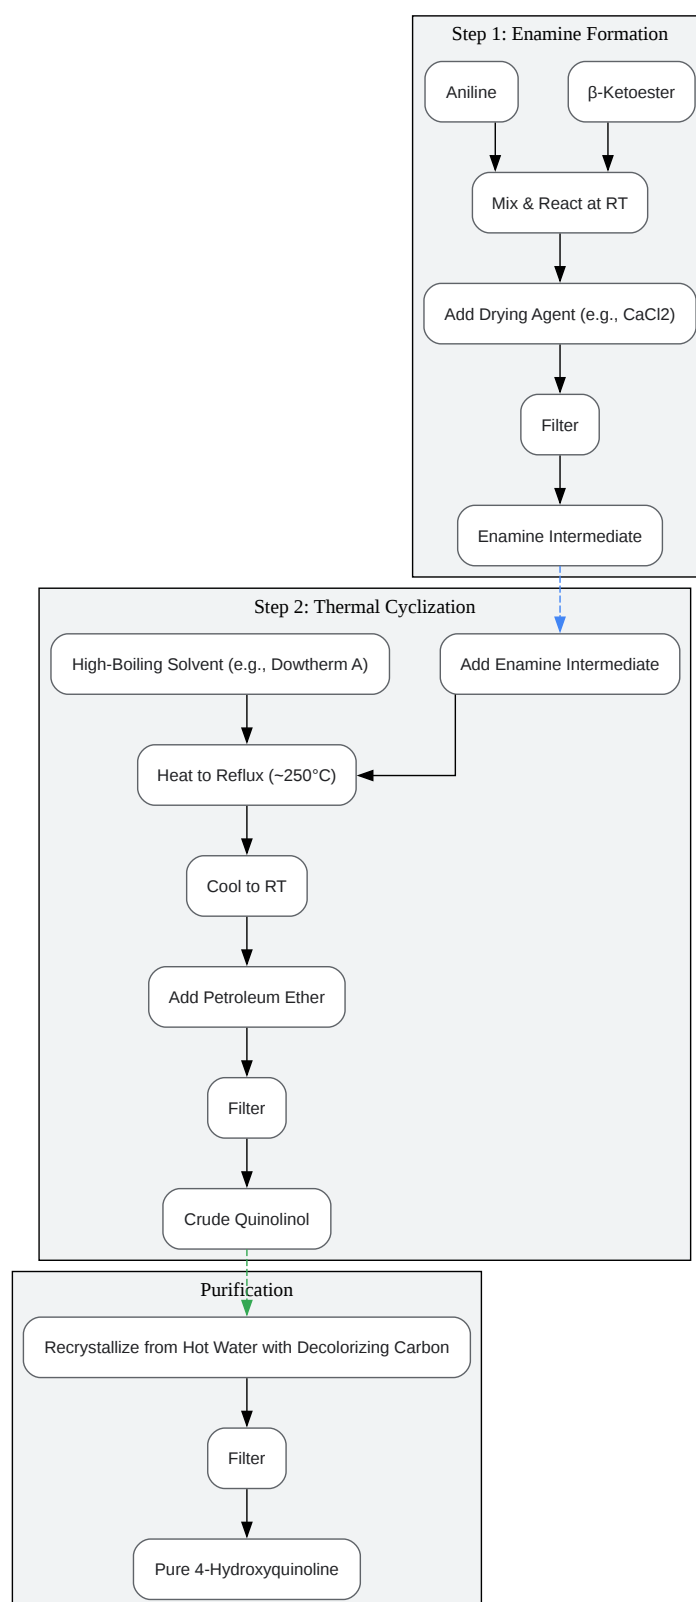 Step 1: Enamine Formation
Aniline
β-Ketoester
Mix & React at RT
Add Drying Agent (e.g., CaCl2)
Filter
Enamine Intermediate
Step 2: Thermal Cyclization
High-Boiling Solvent (e.g., Dowtherm A)
Add Enamine Intermediate
Heat to Reflux (~250°C)
Cool to RT
Add Petroleum Ether
Filter
Crude Quinolinol
Purification
Recrystallize from Hot Water with Decolorizing Carbon
Filter
Pure 4-Hydroxyquinoline